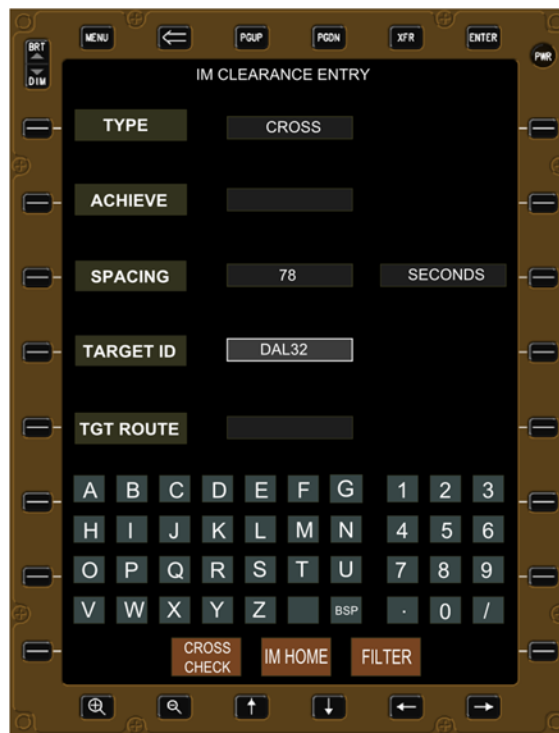 MENU PGUP PGDN XFR ENTER
BRT
DIM
PWR
IM CLEARANCE ENTRY
TYPE CROSS
ACHIEVE
SPACING 78 SECONDS
TARGET ID DAL32
TGT ROUTE
A B C D E F G 1 2 3
H I J K L M N 4 5 6
O P Q R S T U 7 8 9
V W X Y Z BSP . 0 /
CROSS
CHECK
IM HOME
FILTER